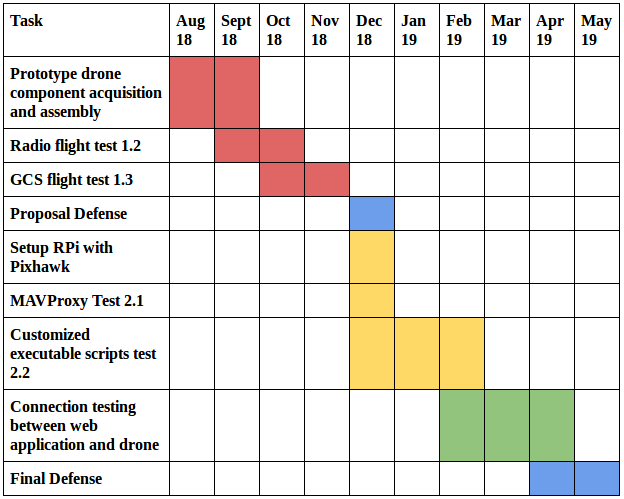 Task Aug 18 Sept 18 Oct 18 Nov 18 Dec 18 Jan 19 Feb 19 Mar 19 Apr 19 May 19
Prototype drone
component acquisition
and assembly
Radio flight test 1.2
GCS flight test 1.3
Proposal Defense
Setup RPi with
Pixhawk
MAVProxy Test 2.1
Customized
executable scripts test
2.2
Connection testing
between web
application and drone
Final Defense